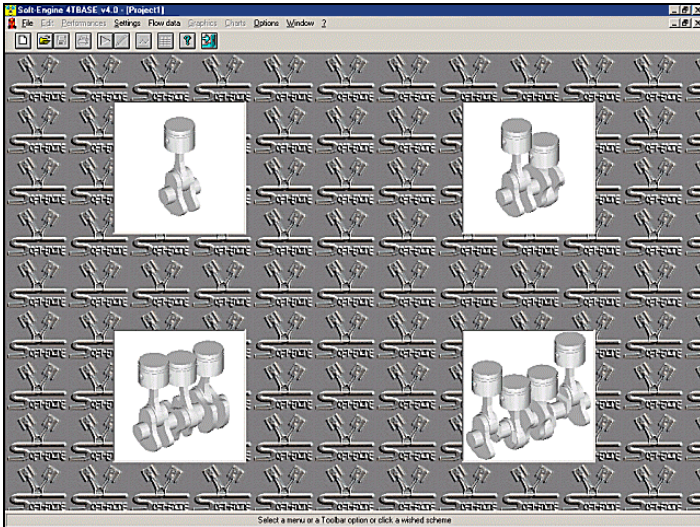 Soft-Engine 4TBASE v4.0 - [Project1]
File Edit Performances Settings Flow data Graphics Charts Options Window ?
Select a menu or a Toolbar option or click a wished scheme